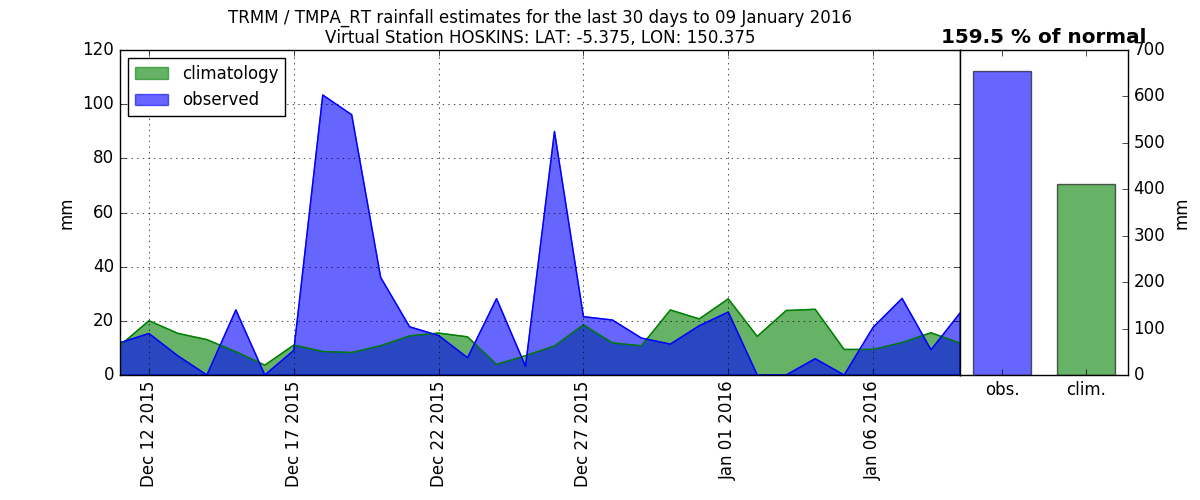 TRMM / TMPA_RT rainfall estimates for the last 30 days to 09 January 2016
Virtual Station HOSKINS: LAT: -5.375, LON: 150.375
159.5 % of normal
climatology
observed
120
100
80
60
40
20
0
mm
Dec 12 2015
Dec 17 2015
Dec 22 2015
Dec 27 2015
Jan 01 2016
Jan 06 2016
700
600
500
400
300
200
100
0
mm
obs.
clim.